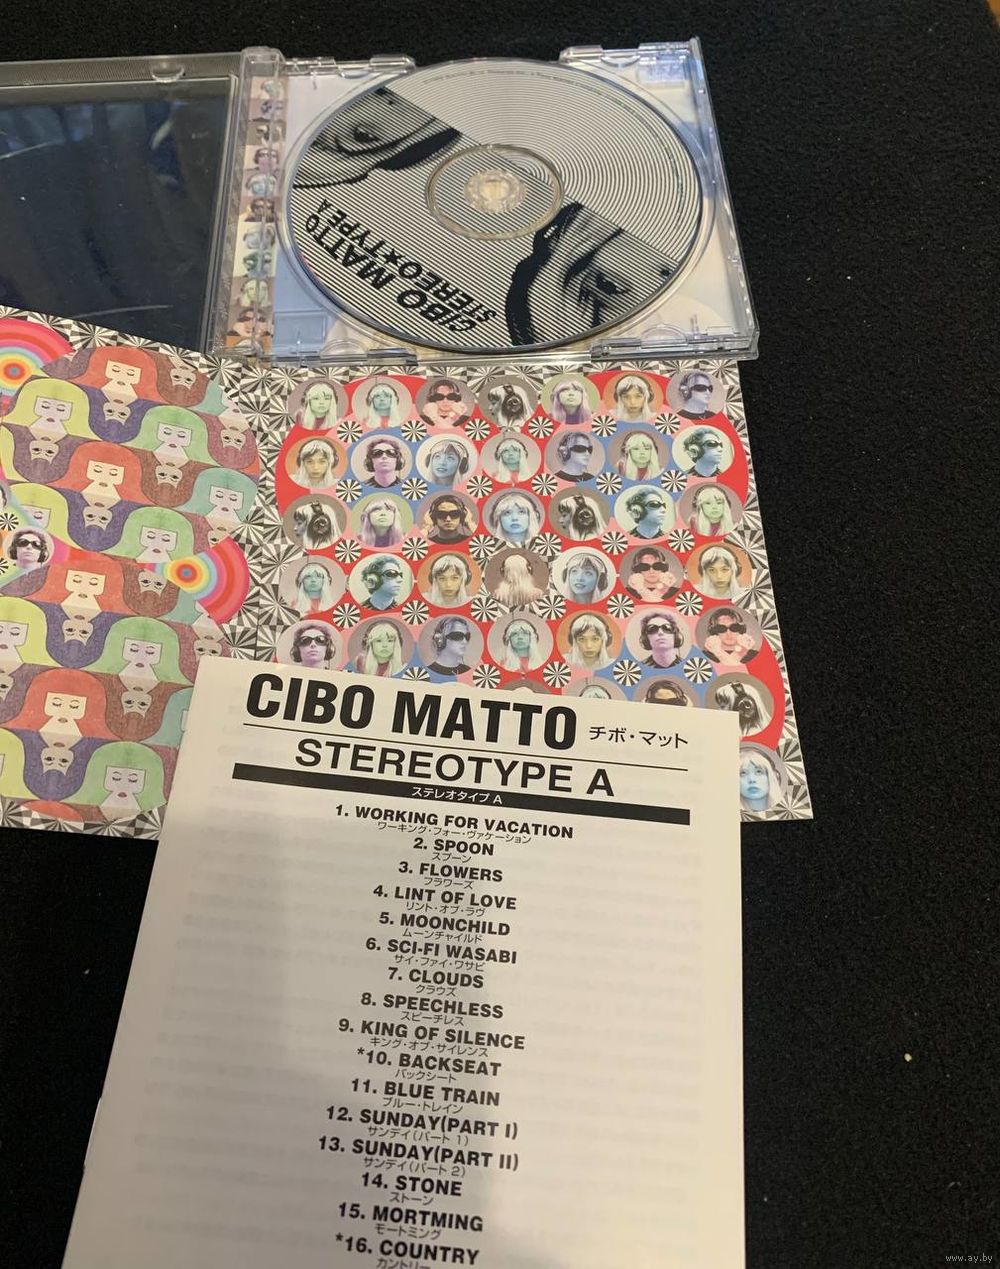 CIBO MATTO
STEREO★TYPE A
CIBO MATTO チボ・マット
STEREOTYPE A
ステレオタイプ A
1. WORKING FOR VACATION
ワーキング・フォー・ヴァケーション
2. SPOON
スプーン
3. FLOWERS
フラワーズ
4. LINT OF LOVE
リント・オブ・ラヴ
5. MOONCHILD
ムーンチャイルド
6. SCI-FI WASABI
サイ・ファイ・ワサビ
7. CLOUDS
クラウズ
8. SPEECHLESS
スピーチレス
9. KING OF SILENCE
キング・オブ・サイレンス
*10. BACKSEAT
バックシート
11. BLUE TRAIN
ブルー・トレイン
12. SUNDAY(PART I)
サンデイ(パート 1)
13. SUNDAY(PART II)
サンデイ(パート 2)
14. STONE
ストーン
15. MORTMING
モートミング
*16. COUNTRY
カントリー
www.ay.by